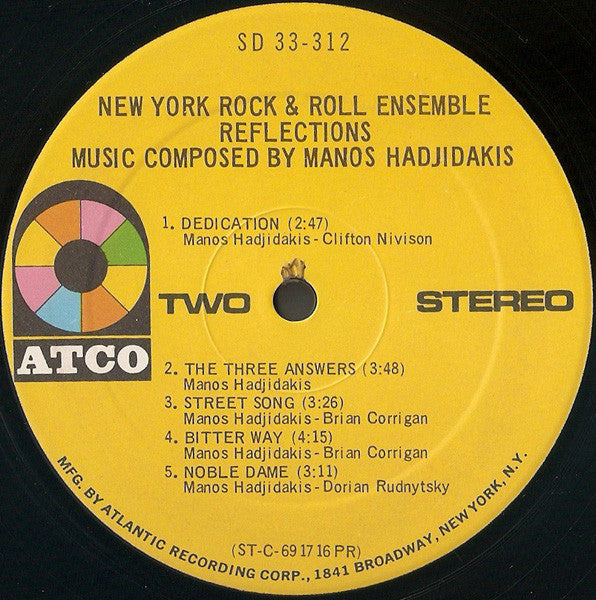 SD 33-312
NEW YORK ROCK & ROLL ENSEMBLE
REFLECTIONS
MUSIC COMPOSED BY MANOS HADJIDAKIS
1. DEDICATION (2:47)
Manos Hadjidakis - Clifton Nivison
TWO STEREO
ATCO
2. THE THREE ANSWERS (3:48)
Manos Hadjidakis
3. STREET SONG (3:26)
Manos Hadjidakis - Brian Corrigan
4. BITTER WAY (4:15)
Manos Hadjidakis - Brian Corrigan
5. NOBLE DAME (3:11)
Manos Hadjidakis - Dorian Rudnytsky
(ST-C-691716 PR)
MFG. BY ATLANTIC RECORDING CORP., 1841 BROADWAY, NEW YORK, N.Y.